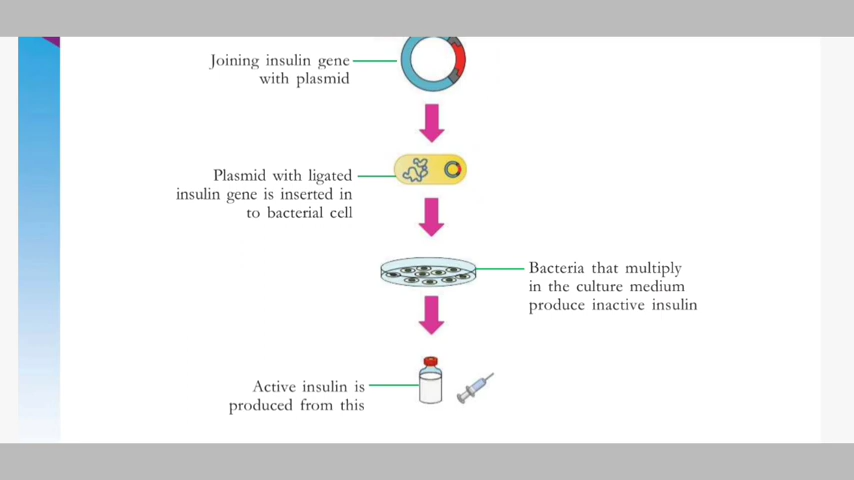 Joining insulin gene
with plasmid
Plasmid with ligated
insulin gene is inserted in
to bacterial cell
Bacteria that multiply
in the culture medium
produce inactive insulin
Active insulin is
produced from this